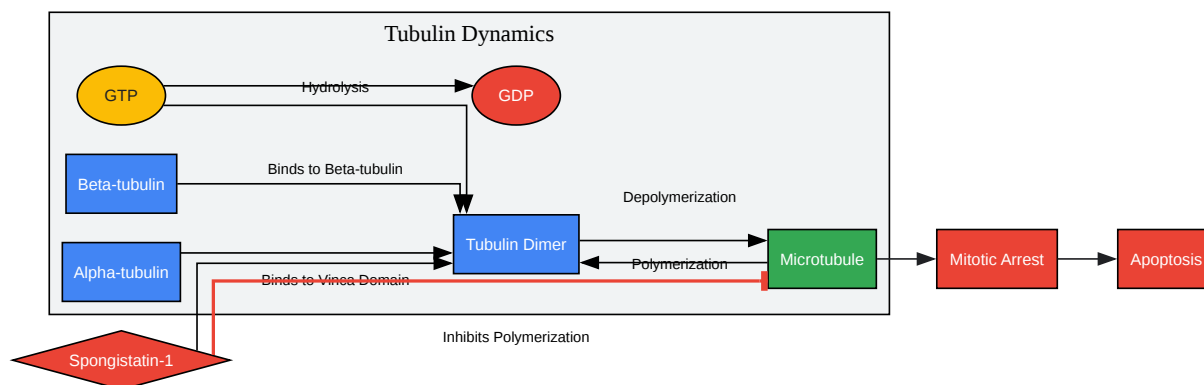 Tubulin Dynamics
GTP
Hydrolysis
GDP
Beta-tubulin
Binds to Beta-tubulin
Depolymerization
Alpha-tubulin
Tubulin Dimer
Polymerization
Microtubule
Mitotic Arrest
Apoptosis
Binds to Vinca Domain
Inhibits Polymerization
Spongistatin-1